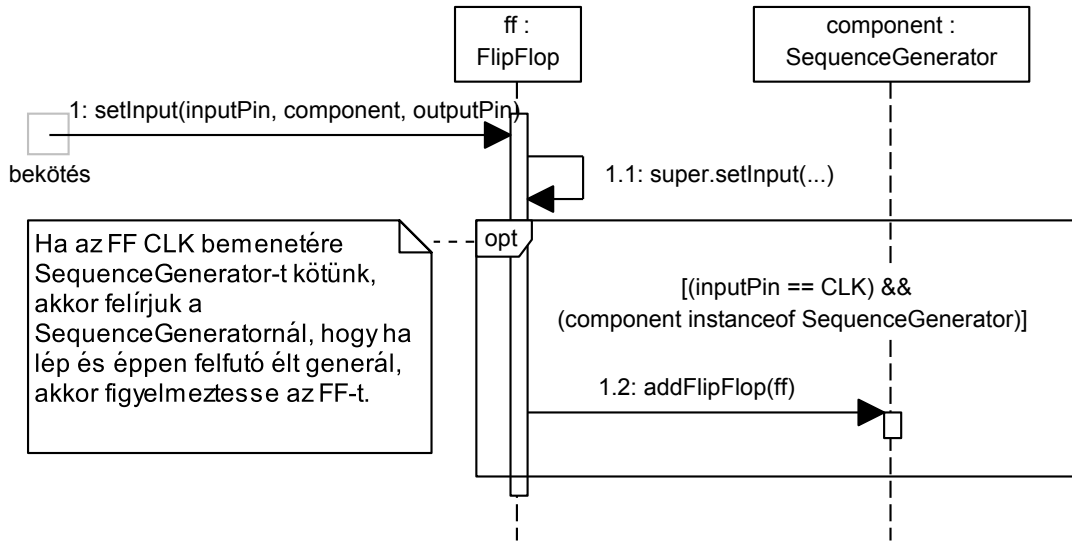 ff :
FlipFlop
component :
SequenceGenerator
1: setInput(inputPin, component, outputPin)
bekötés
1.1: super.setInput(...)
Ha az FF CLK bemenetére
SequenceGenerator-t kötünk,
akkor felírjuk a
SequenceGeneratornál, hogy ha
lép és éppen felfutó élt generál,
akkor figyelmeztesse az FF-t.
opt
[(inputPin == CLK) &&
(component instanceof SequenceGenerator)]
1.2: addFlipFlop(ff)